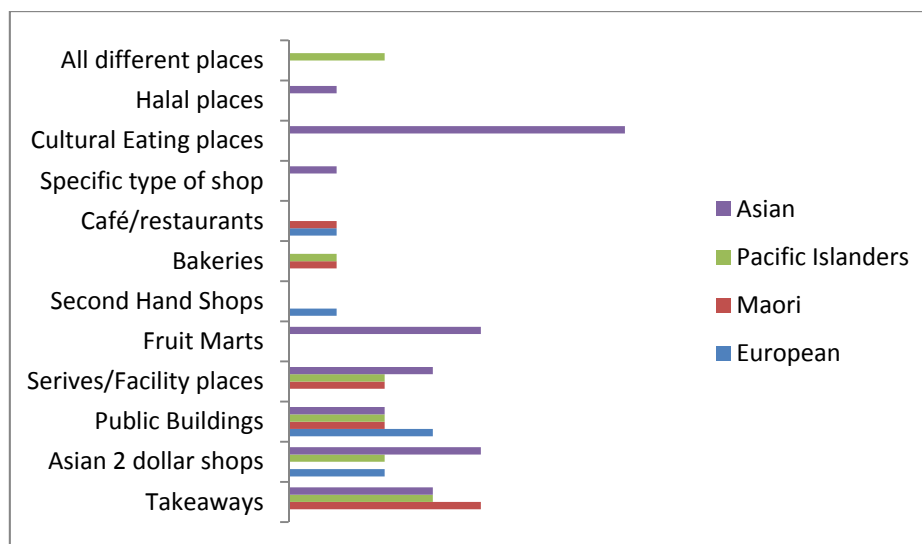 All different places
Halal places
Cultural Eating places
Specific type of shop
Café/restaurants
Bakeries
Second Hand Shops
Fruit Marts
Serives/Facility places
Public Buildings
Asian 2 dollar shops
Takeaways
Asian
Pacific Islanders
Maori
European